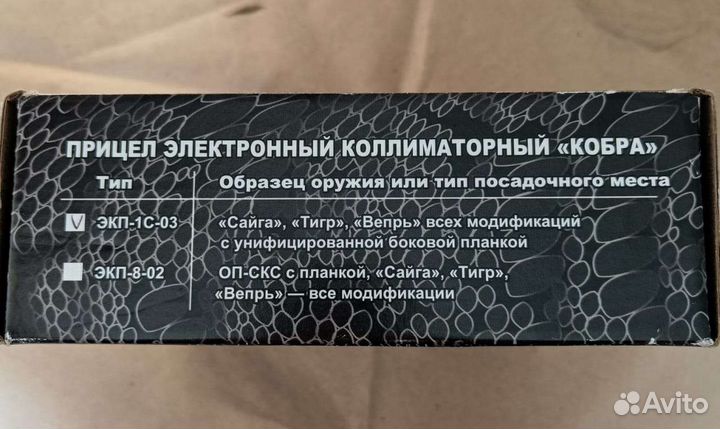 ПРИЦЕЛ ЭЛЕКТРОННЫЙ КОЛЛИМАТОРНЫЙ «КОБРА»
Тип Образец оружия или тип посадочного места
V ЭКП-1С-03 «Сайга», «Тигр», «Вепрь» всех модификаций
с унифицированной боковой планкой
ЭКП-8-02 ОП-СКС с планкой, «Сайга», «Тигр»,
«Вепрь» — все модификации
Avito